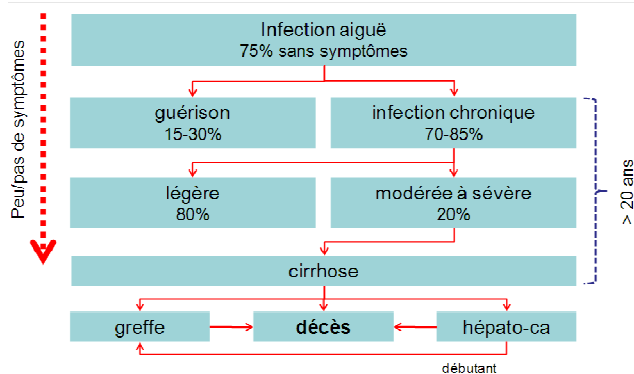 Infection aiguë
75% sans symptômes
Peu/pas de symptômes
guérison
15-30%
infection chronique
70-85%
légère
80%
modérée à sévère
20%
> 20 ans
cirrhose
greffe
décès
hépato-ca
débutant